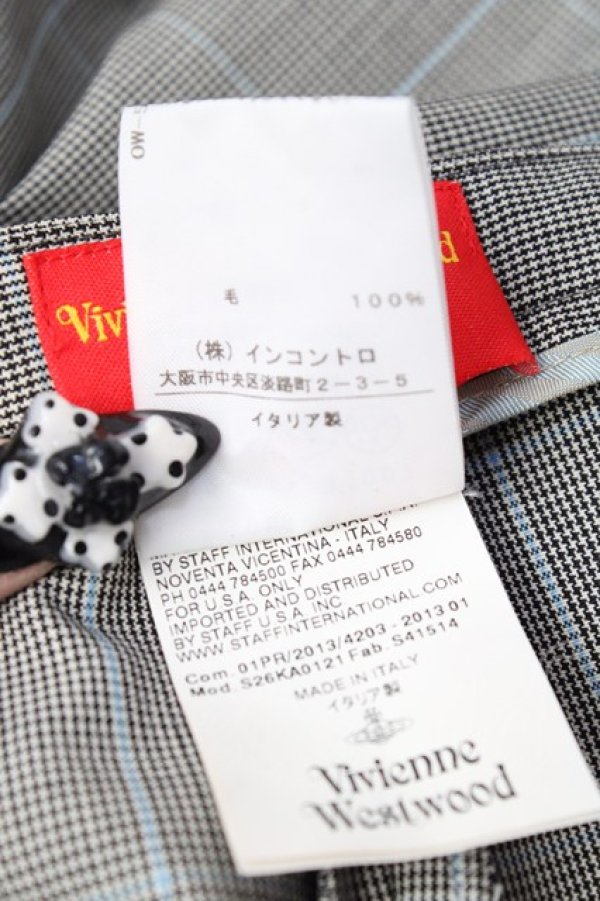 毛 100%
(株) インコントロ
大阪市中央区淡路町2-3-5
イタリア製
BY STAFF INTERNATIONAL
NOVENTA VICENTINA - ITALY
PH 0444 784500 FAX 0444 784580
FOR U.S.A. ONLY
IMPORTED AND DISTRIBUTED
BY STAFF U.S.A. INC
WWW.STAFFINTERNATIONAL.COM
Com. 01PR/2013/4203 - 2013 01
Mod. S26KA0121 Fab. S41514
MADE IN ITALY
イタリア製
Vivienne
Westwood